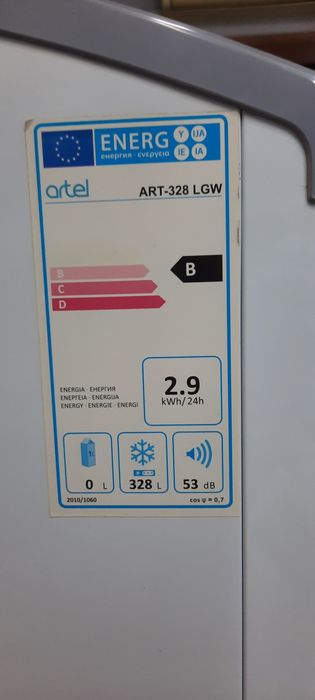 ENERG Y IJA
IE IA
енергия · ενεργεια
artel
ART-328 LGW
B
B
C
D
ENERGIA · ЕНЕРГИЯ
ΕΝΕΡΓΕΙΑ · ENERGIJA
ENERGY · ENERGIE · ENERGI
2.9
kWh/24h
1L
0 L
328 L
53 dB
2010/1060
cos φ = 0,7